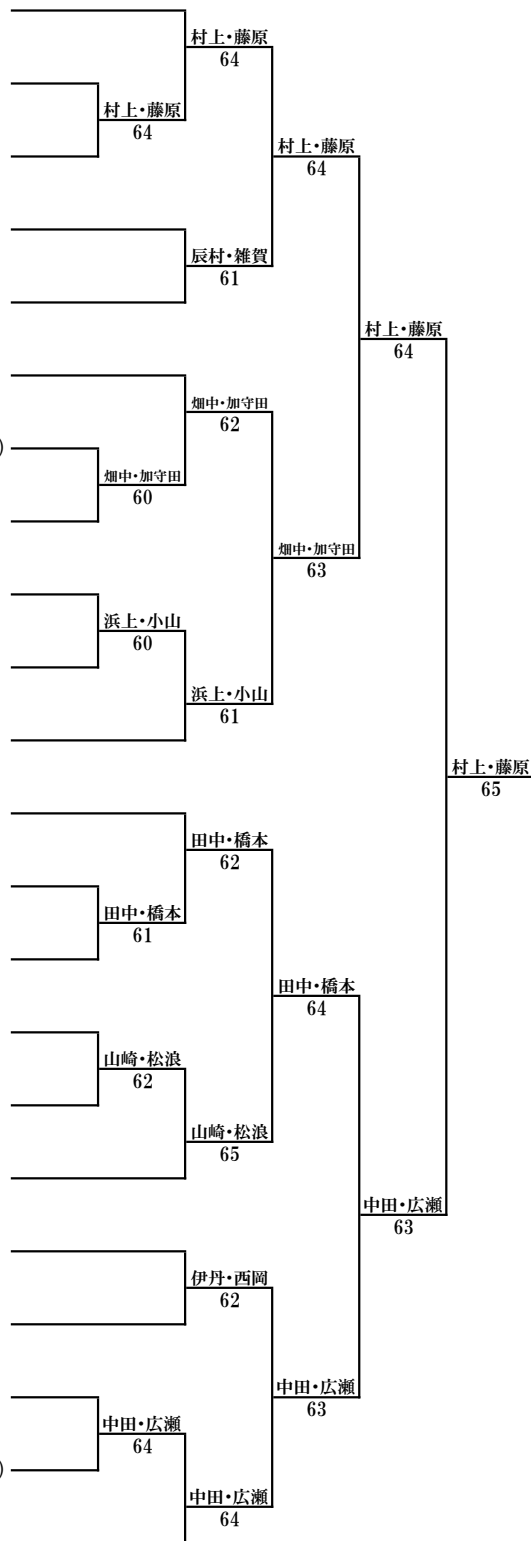 村上・藤原
64
村上・藤原
64
村上・藤原
64
辰村・雑賀
61
村上・藤原
64
畑中・加守田
62
)
畑中・加守田
60
畑中・加守田
63
浜上・小山
60
浜上・小山
61
村上・藤原
65
田中・橋本
62
田中・橋本
61
田中・橋本
64
山崎・松浪
62
山崎・松浪
65
中田・広瀬
63
伊丹・西岡
62
中田・広瀬
63
中田・広瀬
64
)
中田・広瀬
64